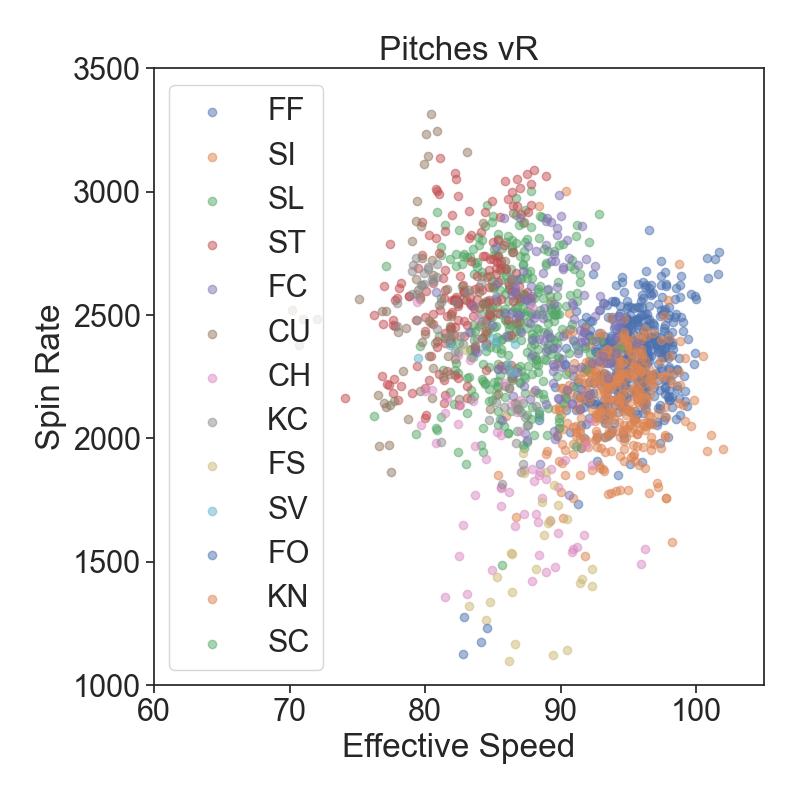 Pitches vR
3500
3000
2500
2000
1500
1000
Spin Rate
FF
SI
SL
ST
FC
CU
CH
KC
FS
SV
FO
KN
SC
60 70 80 90 100
Effective Speed